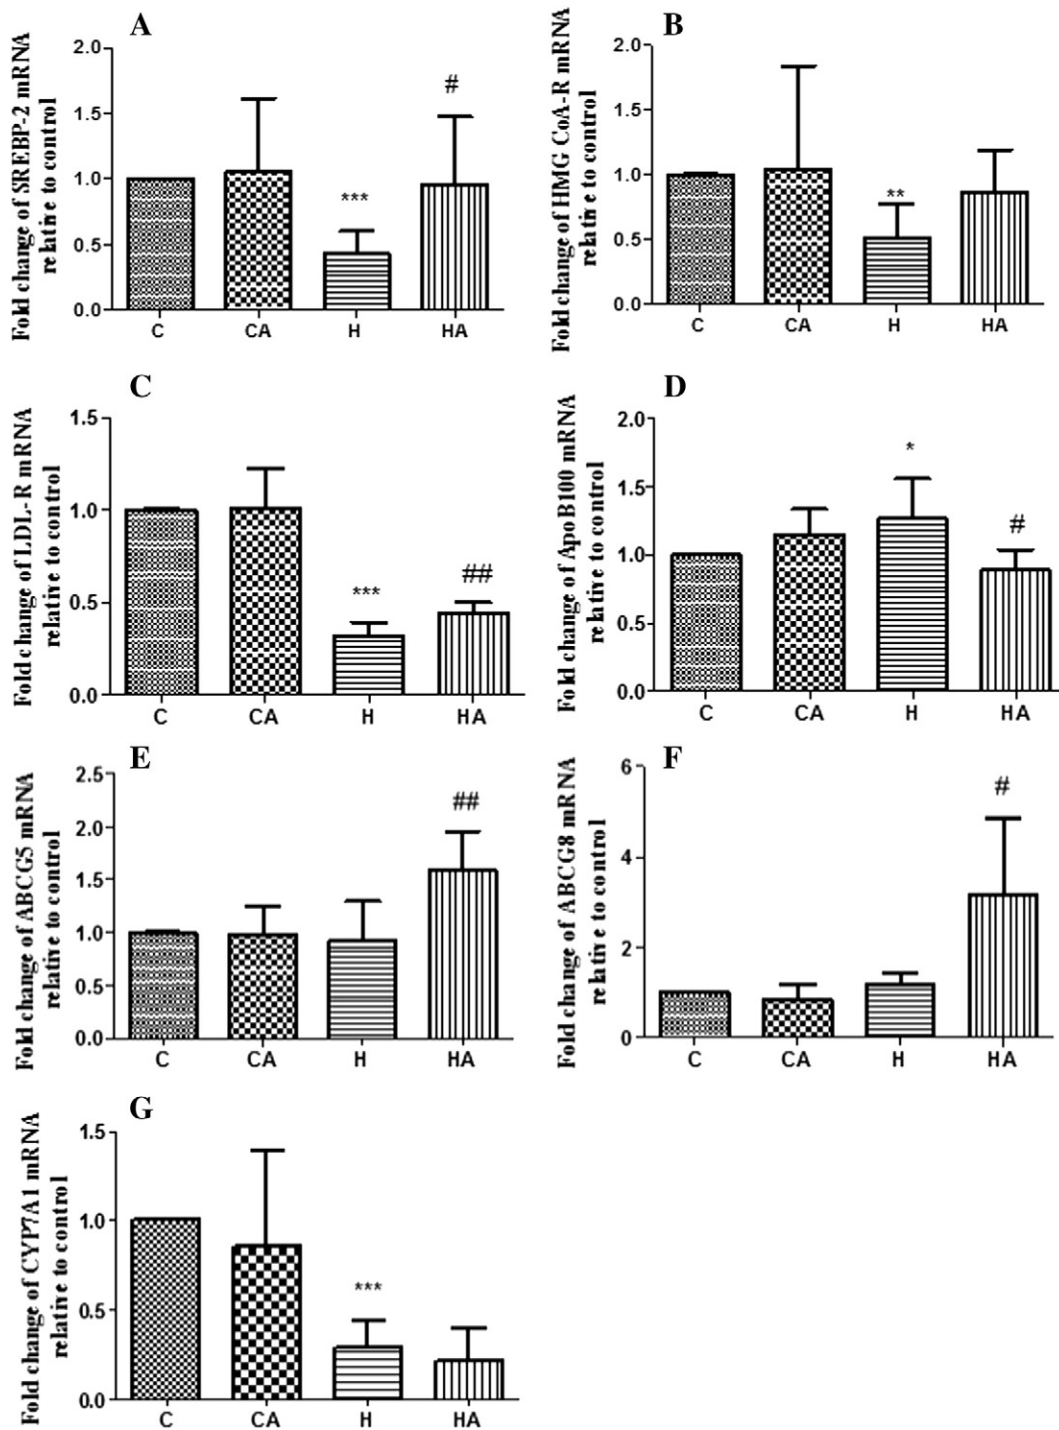 A
Fold change of SREBP-2 mRNA
relative to control
2.0
1.5
1.0
0.5
0.0
***
#
C CA H HA
B
Fold change of HMG CoA-R mRNA
relative to control
2.0
1.5
1.0
0.5
0.0
**
C CA H HA
C
Fold change of LDL-R mRNA
relative to control
1.5
1.0
0.5
0.0
***
##
C CA H HA
D
Fold change of ApoB100 mRNA
relative to control
2.0
1.5
1.0
0.5
0.0
*
#
C CA H HA
E
Fold change of ABCG5 mRNA
relative to control
2.5
2.0
1.5
1.0
0.5
0.0
##
C CA H HA
F
Fold change of ABCG8 mRNA
relative to control
6
4
2
0
#
C CA H HA
G
Fold change of CYP7A1 mRNA
relative to control
1.5
1.0
0.5
0.0
***
C CA H HA